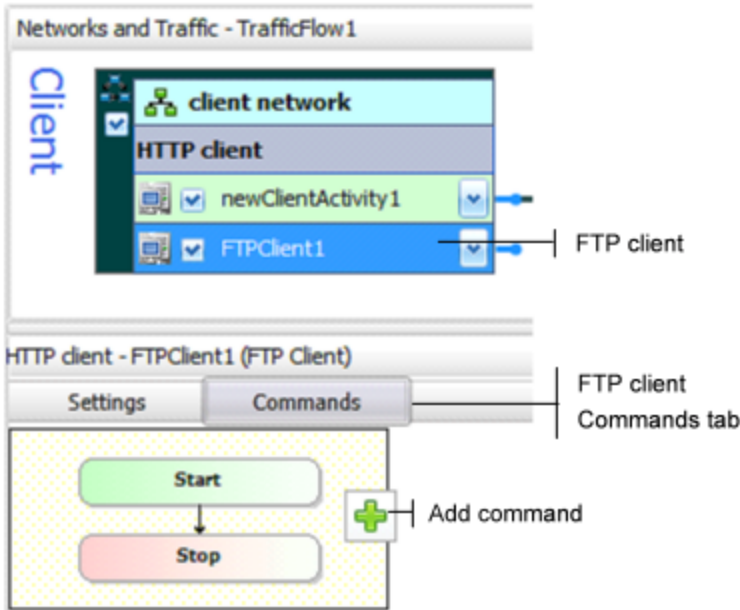 Networks and Traffic - TrafficFlow1
Client
client network
HTTP client
newClientActivity1
FTPClient1
FTP client
HTTP client - FTPClient1 (FTP Client)
Settings
Commands
FTP client
Commands tab
Start
Stop
Add command